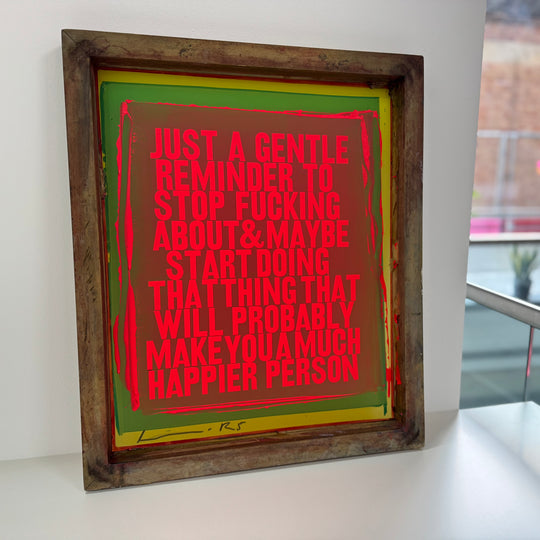 JUST A GENTLE
REMINDER TO
STOP FUCKING
ABOUT & MAYBE
START DOING
THAT THING THAT
WILL PROBABLY
MAKE YOU A MUCH
HAPPIER PERSON